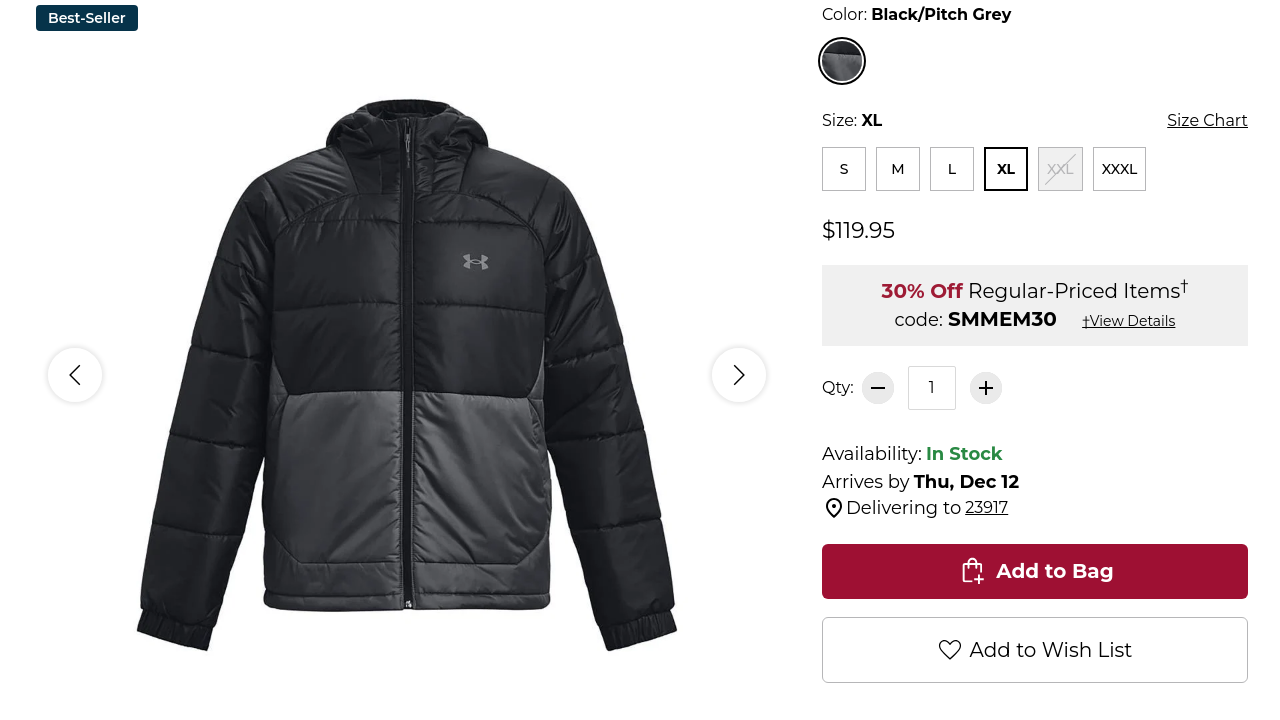 Best-Seller
Color: Black/Pitch Grey
Size: XL
Size Chart
S
M
L
XL
XXL
XXXL
$119.95
30% Off Regular-Priced Items†
code: SMMEM30 †View Details
Qty:
1
Availability: In Stock
Arrives by Thu, Dec 12
Delivering to 23917
Add to Bag
Add to Wish List